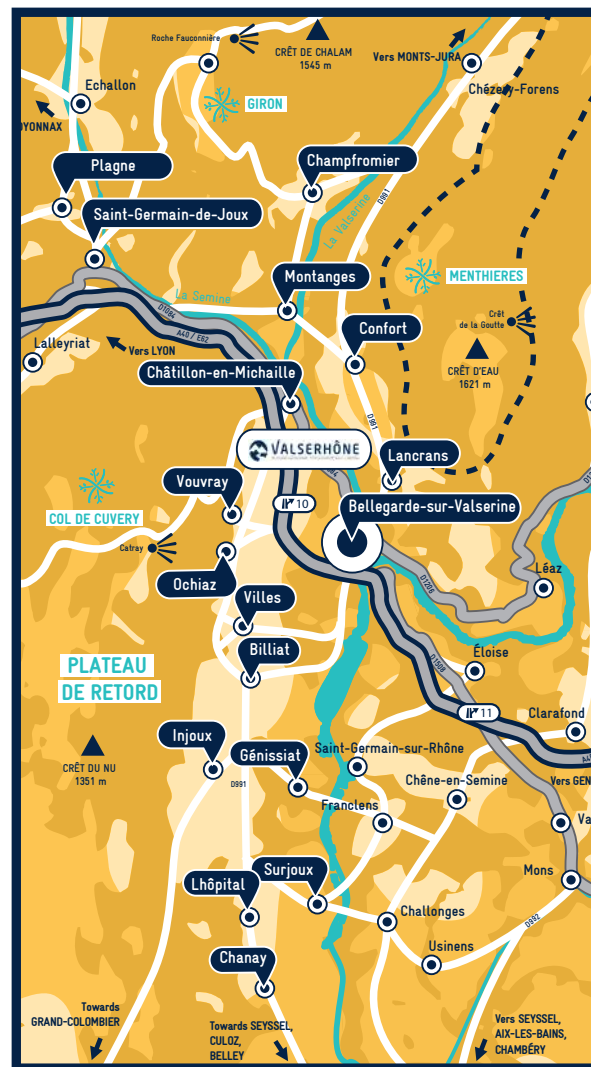 Roche Fauconnière
CRÊT DE CHALAM
1545 m
Vers MONTS-JURA
Echallon
Chézery-Forens
GIRON
OYONNAX
Plagne
Champfromier
Saint-Germain-de-Joux
La Valserine
D991
La Semine
Montanges
MENTHIERES
D1084
A40 / E62
Crêt
de la Goutte
Confort
Vers LYON
Lalleyriat
CRÊT D'EAU
1621 m
Châtillon-en-Michaille
D991
VALSERHÔNE
Lancrans
Vouvray
10
Bellegarde-sur-Valserine
COL DE CUVERY
Catray
Ochiaz
D1206
Léaz
Villes
Billiat
Éloise
D1508
PLATEAU
DE RETORD
11
Clarafond
Injoux
Génissiat
Saint-Germain-sur-Rhône
CRÊT DU NU
1351 m
D991
Chêne-en-Semine
Vers GEN
Franclens
Va
Surjoux
Mons
Lhôpital
Challonges
D992
Usinens
Chanay
Towards
GRAND-COLOMBIER
Towards SEYSSEL,
CULOZ,
BELLEY
Vers SEYSSEL,
AIX-LES-BAINS,
CHAMBÉRY